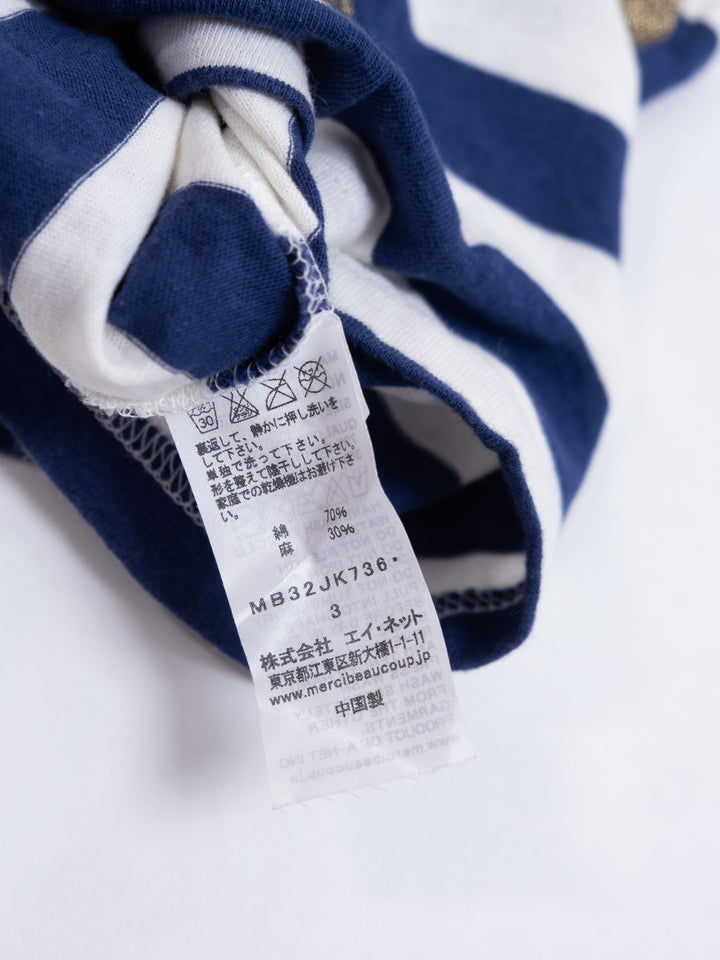 30
裏返して、静かに押し洗いを
して下さい。
単独で洗って下さい。
形を整えて陰干しして下さい。
家庭での乾燥機はお避け下さ
い。
綿 70%
麻 30%
MB32JK736-
3
株式会社 エイ・ネット
東京都江東区新大橋1-1-11
www.mercibeaucoup.jp
中国製